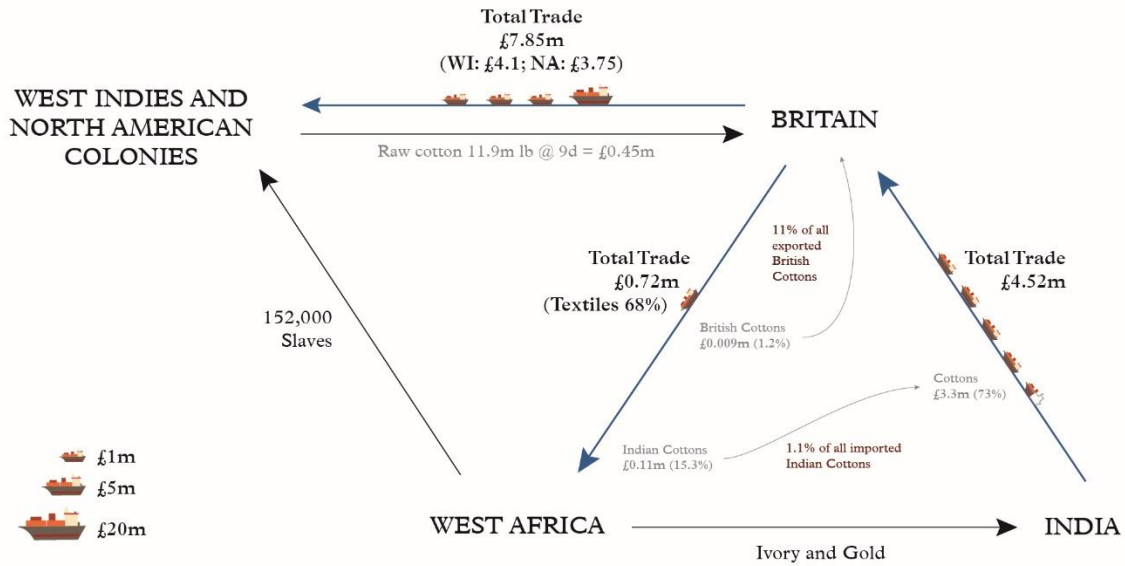 Total Trade
£7.85m
(WI: £4.1; NA: £3.75)
WEST INDIES AND
NORTH AMERICAN
COLONIES
BRITAIN
Raw cotton 11.9m lb @ 9d = £0.45m
11% of all
exported
British
Cottons
Total Trade
£0.72m
(Textiles 68%)
Total Trade
£4.52m
152,000
Slaves
British Cottons
£0.009m (1.2%)
Cottons
£3.3m (73%)
Indian Cottons
£0.11m (15.3%)
1.1% of all imported
Indian Cottons
£1m
£5m
£20m
WEST AFRICA
INDIA
Ivory and Gold